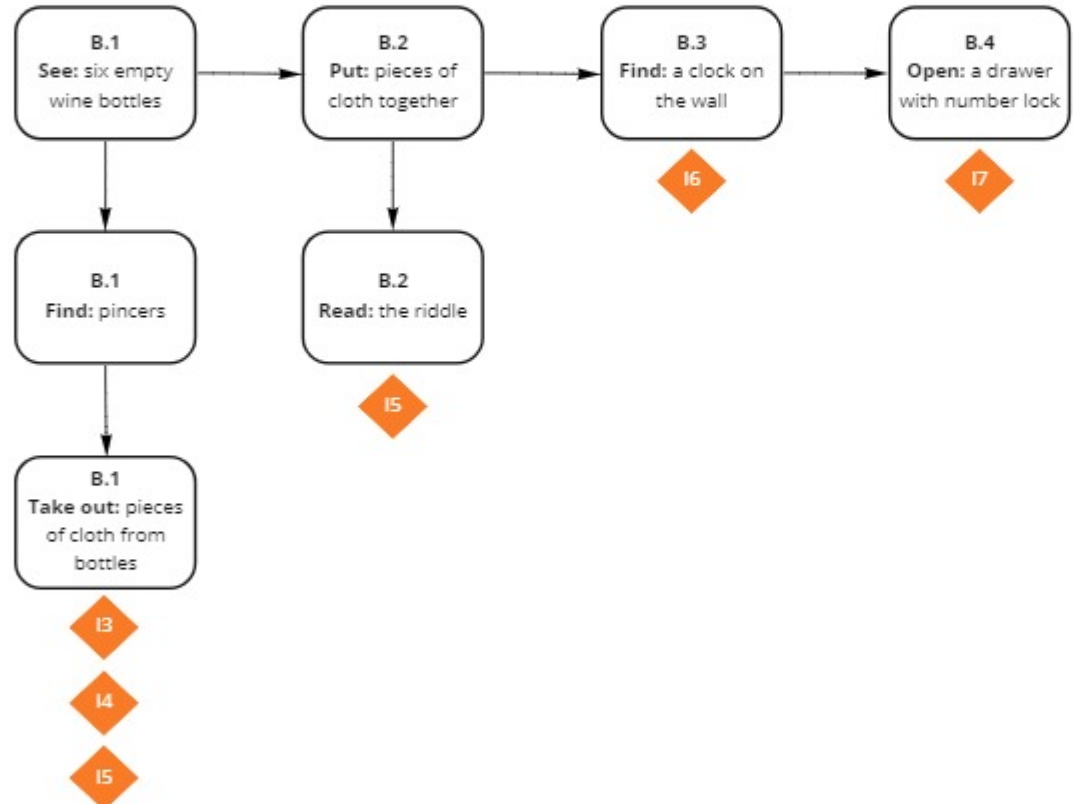 B.1
See: six empty
wine bottles
B.2
Put: pieces of
cloth together
B.3
Find: a clock on
the wall
B.4
Open: a drawer
with number lock
I6
I7
B.1
Find: pincers
B.2
Read: the riddle
I5
B.1
Take out: pieces
of cloth from
bottles
I3
I4
I5